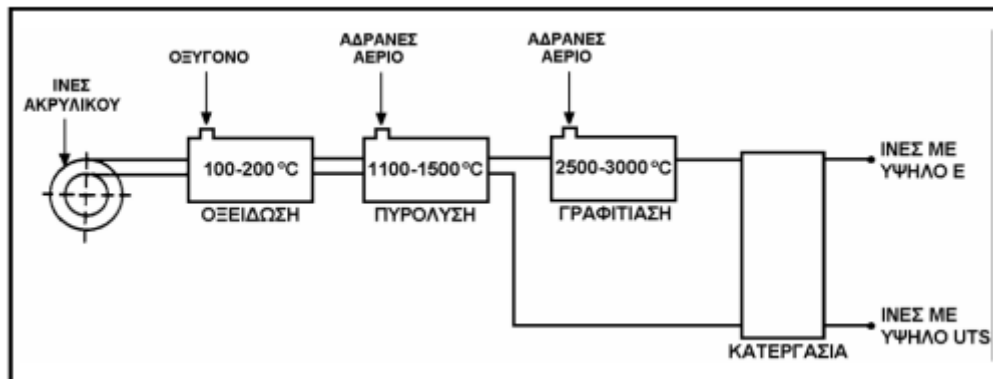 ΙΝΕΣ
ΑΚΡΥΛΙΚΟΥ
ΟΞΥΓΟΝΟ
ΑΔΡΑΝΕΣ
ΑΕΡΙΟ
ΑΔΡΑΝΕΣ
ΑΕΡΙΟ
100-200 °C
ΟΞΕΙΔΩΣΗ
1100-1500 °C
ΠΥΡΟΛΥΣΗ
2500-3000 °C
ΓΡΑΦΙΤΙΑΣΗ
ΚΑΤΕΡΓΑΣΙΑ
ΙΝΕΣ ΜΕ
ΥΨΗΛΟ E
ΙΝΕΣ ΜΕ
ΥΨΗΛΟ UTS